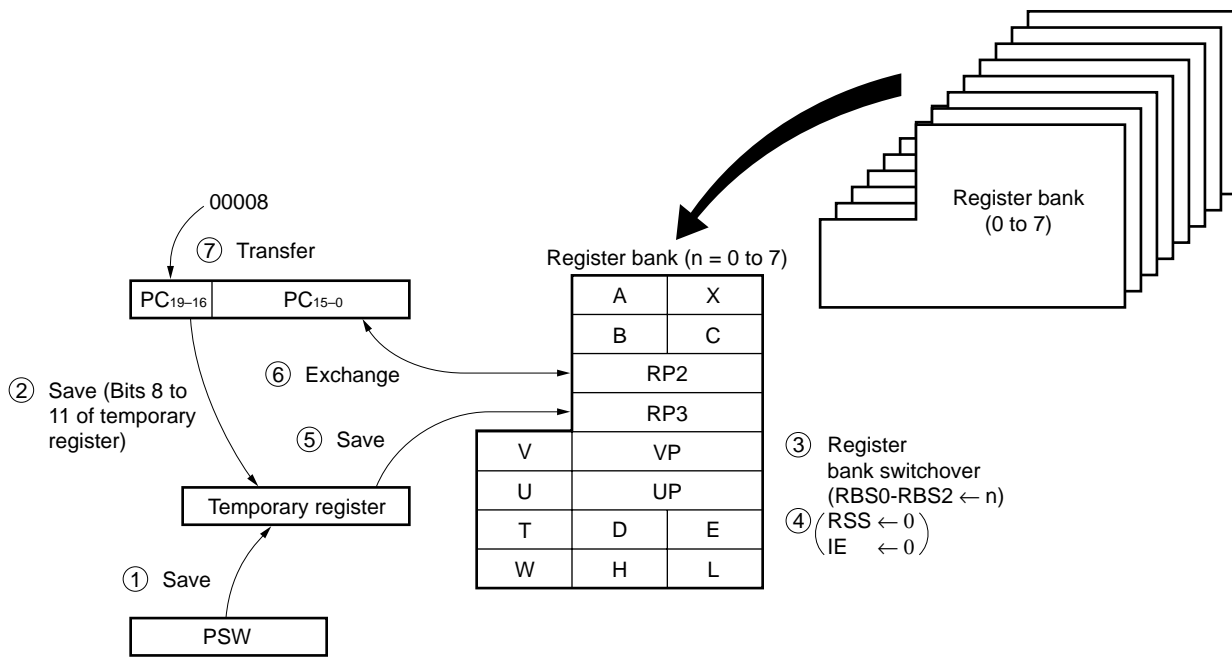 Register bank
(0 to 7)
00008
⑦ Transfer
Register bank (n = 0 to 7)
PC19–16 PC15–0
A X
B C
⑥ Exchange
RP2
② Save (Bits 8 to
11 of temporary
register)
RP3
⑤ Save
V VP
③ Register
bank switchover
(RBS0-RBS2 ← n)
U UP
Temporary register
④ (RSS ← 0
IE ← 0)
T D E
W H L
① Save
PSW